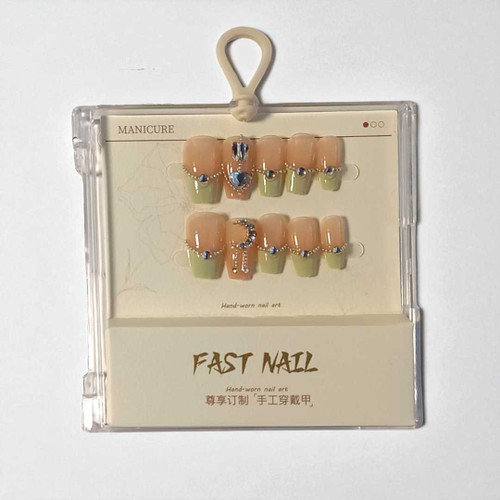 MANICURE
Hand-worn nail art
FAST NAIL
Hand-worn nail art
尊享订制「手工穿戴甲」